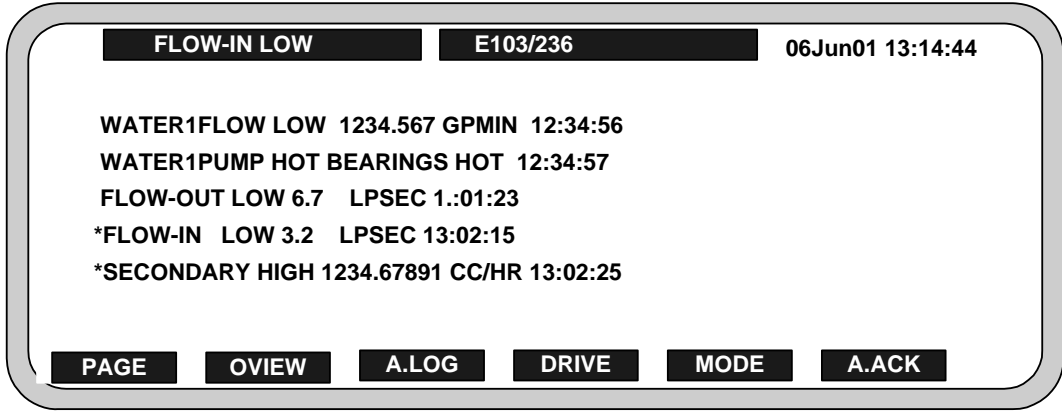 FLOW-IN LOW E103/236 06Jun01 13:14:44
WATER1FLOW LOW 1234.567 GPMIN 12:34:56
WATER1PUMP HOT BEARINGS HOT 12:34:57
FLOW-OUT LOW 6.7 LPSEC 1.:01:23
*FLOW-IN LOW 3.2 LPSEC 13:02:15
*SECONDARY HIGH 1234.67891 CC/HR 13:02:25
PAGE OVIEW A.LOG DRIVE MODE A.ACK